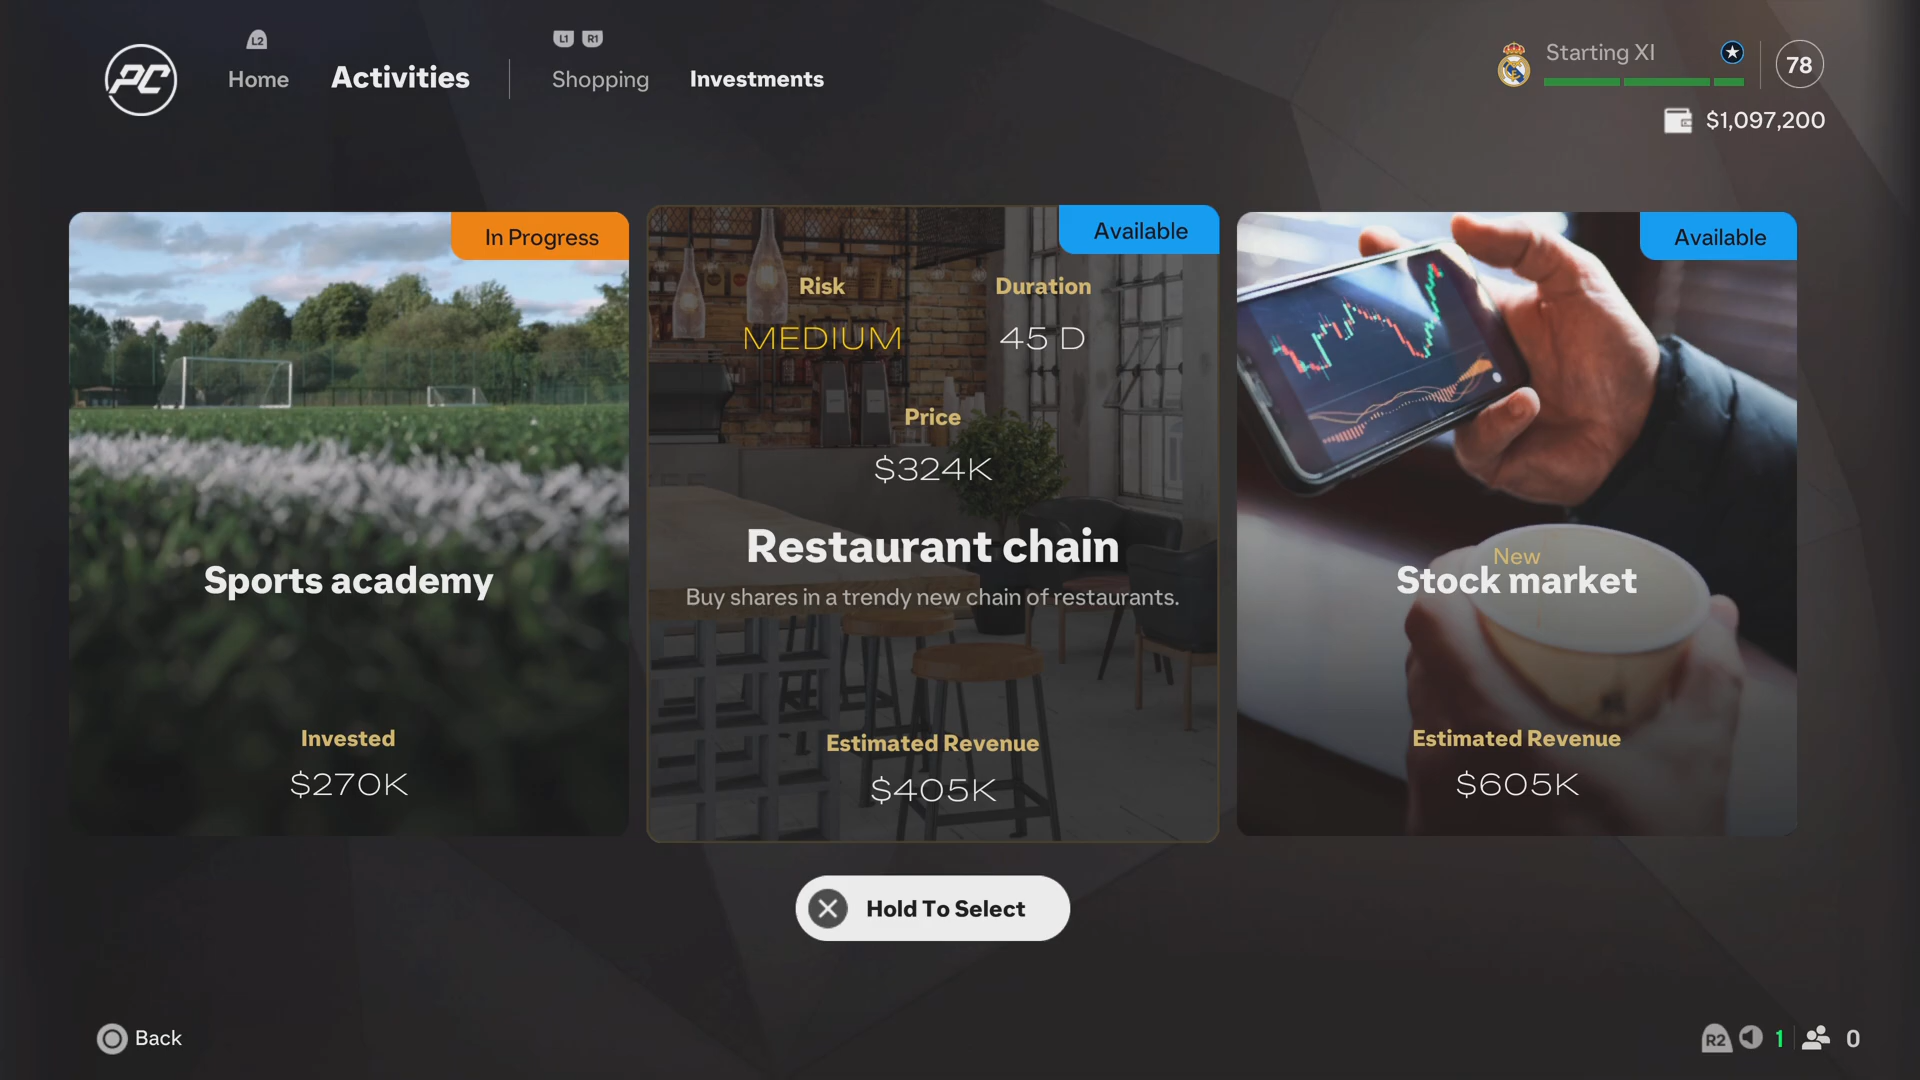 L2
L1 R1
PC
Home
Activities
Shopping
Investments
Starting XI
78
$1,097,200
In Progress
Sports academy
Invested
$270K
Available
Risk
Duration
MEDIUM
45 D
Price
$324K
Restaurant chain
Buy shares in a trendy new chain of restaurants.
Estimated Revenue
$405K
Available
New
Stock market
Estimated Revenue
$605K
Hold To Select
Back
R2
1
0